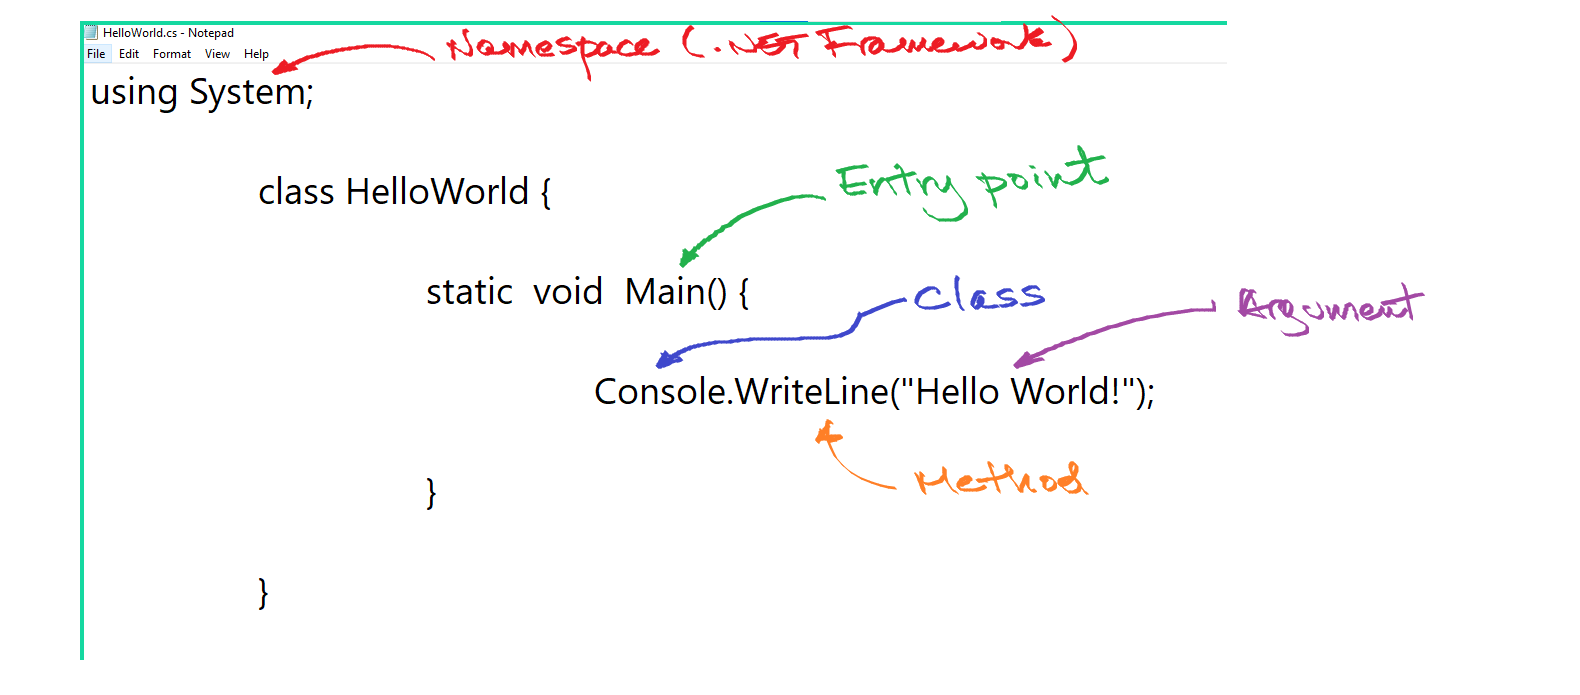 HelloWorld.cs - Notepad
File Edit Format View Help
Namespace (.NET Framework)
using System;
class HelloWorld {
Entry point
static void Main() {
Class
Argument
Console.WriteLine("Hello World!");
Method
}
}